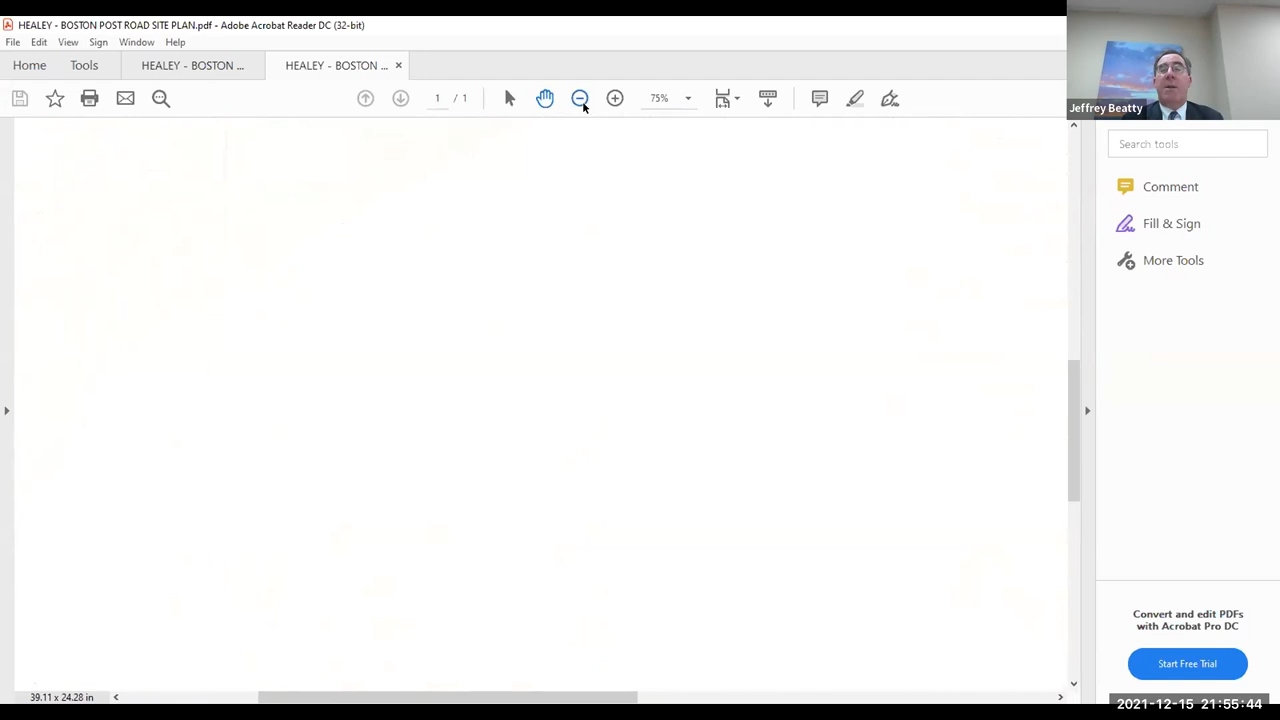 HEALEY - BOSTON POST ROAD SITE PLAN.pdf - Adobe Acrobat Reader DC (32-bit)
File Edit View Sign Window Help
Home Tools HEALEY - BOSTON ... HEALEY - BOSTON ... ×
1 / 1 75%
Jeffrey Beatty
Search tools
Comment
Fill & Sign
More Tools
Convert and edit PDFs
with Acrobat Pro DC
Start Free Trial
39.11 x 24.28 in
2021-12-15 21:55:44